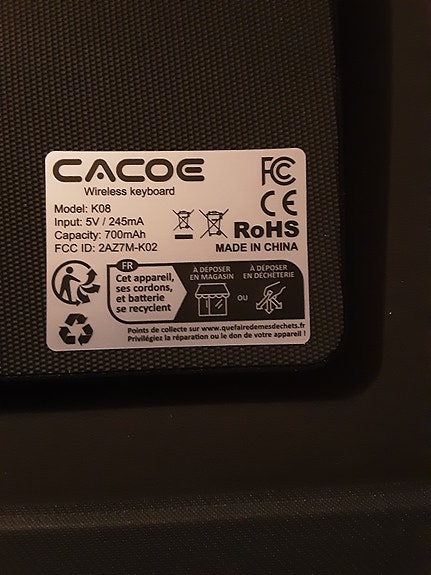 CACOE
FC
Wireless keyboard
CE
Model: K08
Input: 5V / 245mA
Capacity: 700mAh
FCC ID: 2AZ7M-K02
RoHS
MADE IN CHINA
FR
Cet appareil,
ses cordons,
et batterie
se recyclent
À DÉPOSER
EN MAGASIN
OU
À DÉPOSER
EN DÉCHÈTERIE
Points de collecte sur www.quefairedemesdechets.fr
Privilégiez la réparation ou le don de votre appareil !